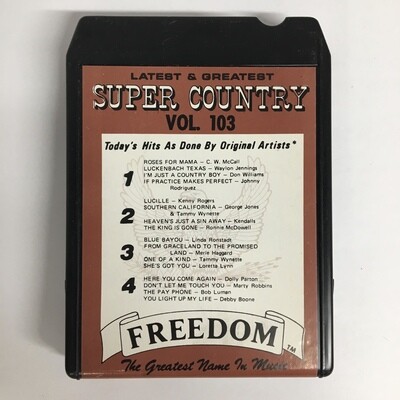 LATEST & GREATEST
SUPER COUNTRY
VOL. 103
Today's Hits As Done By Original Artists*
1
ROSES FOR MAMA – C. W. McCall
LUCKENBACH TEXAS – Waylon Jennings
I'M JUST A COUNTRY BOY – Don Williams
IF PRACTICE MAKES PERFECT – Johnny
Rodriguez
2
LUCILLE – Kenny Rogers
SOUTHERN CALIFORNIA – George Jones
& Tammy Wynette
HEAVEN'S JUST A SIN AWAY – Kendalls
THE KING IS GONE – Ronnie McDowell
3
BLUE BAYOU – Linda Ronstadt
FROM GRACELAND TO THE PROMISED
LAND – Merle Haggard
ONE OF A KIND – Tammy Wynette
SHE'S GOT YOU – Loretta Lynn
4
HERE YOU COME AGAIN – Dolly Parton
DON'T LET ME TOUCH YOU – Marty Robbins
THE PAY PHONE – Bob Luman
YOU LIGHT UP MY LIFE – Debby Boone
FREEDOM TM
The Greatest Name In Music